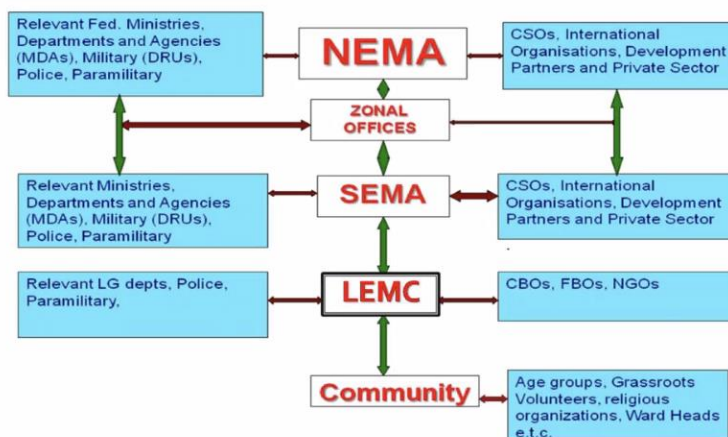 Relevant Fed. Ministries,
Departments and Agencies
(MDAs), Military (DRUs),
Police, Paramilitary
NEMA
CSOs, International
Organisations, Development
Partners and Private Sector
ZONAL
OFFICES
Relevant Ministries,
Departments and Agencies
(MDAs), Military (DRUs),
Police, Paramilitary
SEMA
CSOs, International
Organisations, Development
Partners and Private Sector
Relevant LG depts, Police,
Paramilitary,
LEMC
CBOs, FBOs, NGOs
Community
Age groups, Grassroots
Volunteers, religious
organizations, Ward Heads
e.t.c.